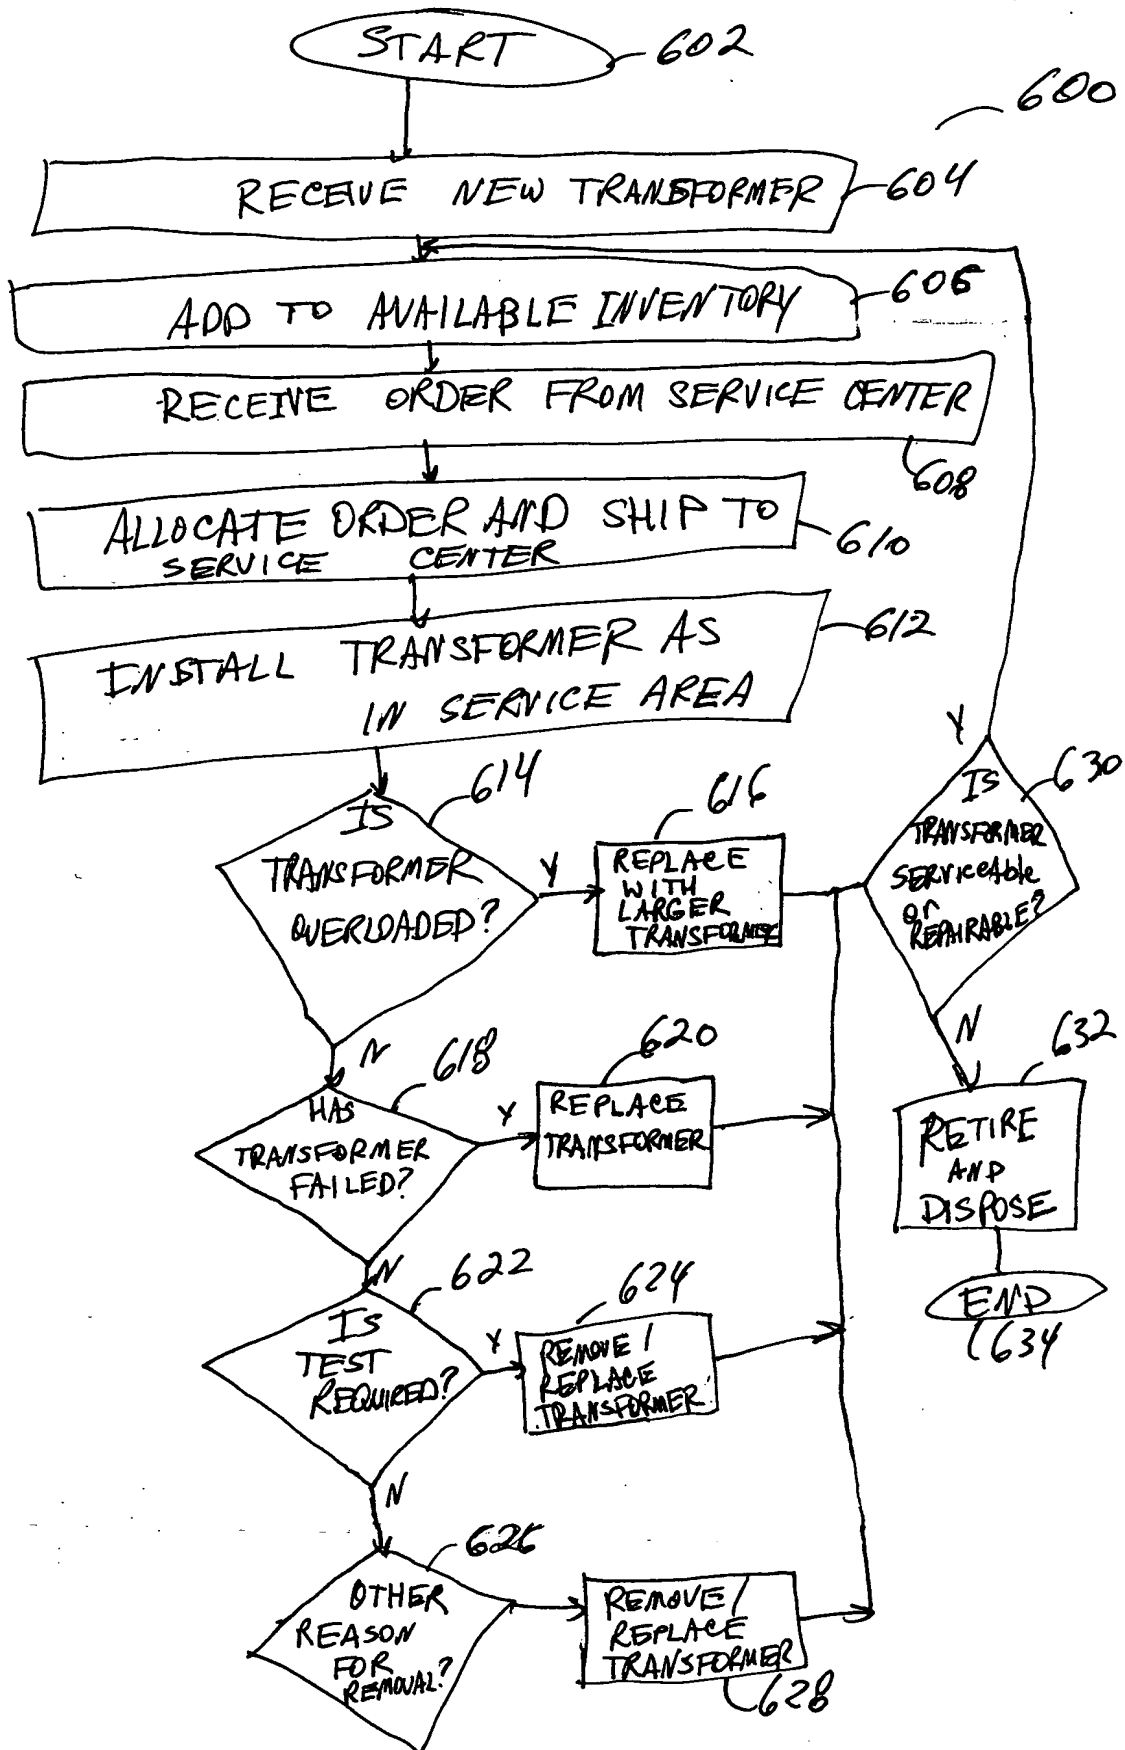 START
602
600
RECEIVE NEW TRANSFORMER
604
ADD TO AVAILABLE INVENTORY
606
RECEIVE ORDER FROM SERVICE CENTER
608
ALLOCATE ORDER AND SHIP TO
SERVICE CENTER
610
INSTALL TRANSFORMER AS
IN SERVICE AREA
612
614
IS
TRANSFORMER
OVERLOADED?
Y
N
616
REPLACE
WITH
LARGER
TRANSFORMER
Y
630
IS
TRANSFORMER
SERVICEAble
or
REPAIRABLE?
N
618
HAS
TRANSFORMER
FAILED?
Y
N
620
REPLACE
TRANSFORMER
632
RETIRE
AND
DISPOSE
END
634
622
IS
TEST
REQUIRED?
Y
N
624
REMOVE /
REPLACE
TRANSFORMER
626
OTHER
REASON
FOR
REMOVAL?
REMOVE /
REPLACE
TRANSFORMER
628